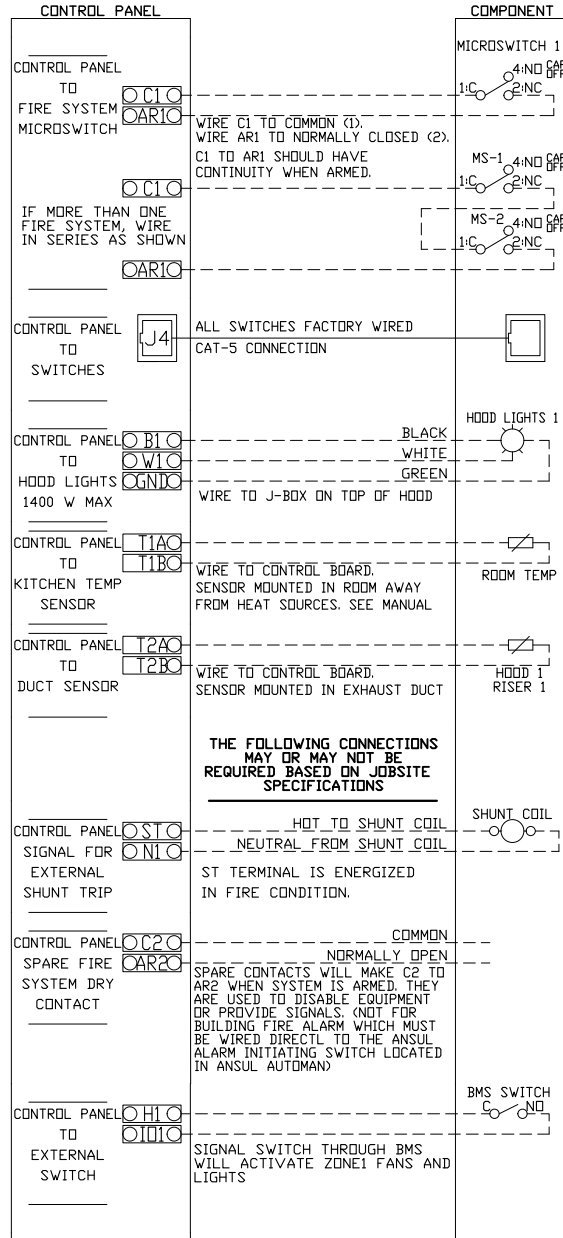 CONTROL PANEL
COMPONENT
MICROSWITCH 1
CONTROL PANEL
TO
FIRE SYSTEM
MICROSWITCH
C1
AR1
4:NO
1:C
2:NC
WIRE C1 TO COMMON (1).
WIRE AR1 TO NORMALLY CLOSED (2).
C1 TO AR1 SHOULD HAVE
CONTINUITY WHEN ARMED.
C1
MS-1
4:NO
1:C
2:NC
IF MORE THAN ONE
FIRE SYSTEM, WIRE
IN SERIES AS SHOWN
MS-2
4:NO
1:C
2:NC
AR1
CONTROL PANEL
TO
SWITCHES
J4
ALL SWITCHES FACTORY WIRED
CAT-5 CONNECTION
HOOD LIGHTS 1
CONTROL PANEL
TO
HOOD LIGHTS
1400 W MAX
B1
W1
GND
BLACK
WHITE
GREEN
WIRE TO J-BOX ON TOP OF HOOD
CONTROL PANEL
TO
KITCHEN TEMP
SENSOR
T1A
T1B
WIRE TO CONTROL BOARD.
SENSOR MOUNTED IN ROOM AWAY
FROM HEAT SOURCES. SEE MANUAL
ROOM TEMP
CONTROL PANEL
TO
DUCT SENSOR
T2A
T2B
WIRE TO CONTROL BOARD.
SENSOR MOUNTED IN EXHAUST DUCT
HOOD 1
RISER 1
THE FOLLOWING CONNECTIONS
MAY OR MAY NOT BE
REQUIRED BASED ON JOBSITE
SPECIFICATIONS
CONTROL PANEL
SIGNAL FOR
EXTERNAL
SHUNT TRIP
ST
N1
HOT TO SHUNT COIL
NEUTRAL FROM SHUNT COIL
SHUNT COIL
ST TERMINAL IS ENERGIZED
IN FIRE CONDITION.
CONTROL PANEL
SPARE FIRE
SYSTEM DRY
CONTACT
C2
AR2
COMMON
NORMALLY OPEN
SPARE CONTACTS WILL MAKE C2 TO
AR2 WHEN SYSTEM IS ARMED. THEY
ARE USED TO DISABLE EQUIPMENT
OR PROVIDE SIGNALS. (NOT FOR
BUILDING FIRE ALARM WHICH MUST
BE WIRED DIRECTL TO THE ANSUL
ALARM INITIATING SWITCH LOCATED
IN ANSUL AUTOMAN)
CONTROL PANEL
TO
EXTERNAL
SWITCH
H1
IO1
BMS SWITCH
C
NO
SIGNAL SWITCH THROUGH BMS
WILL ACTIVATE ZONE1 FANS AND
LIGHTS